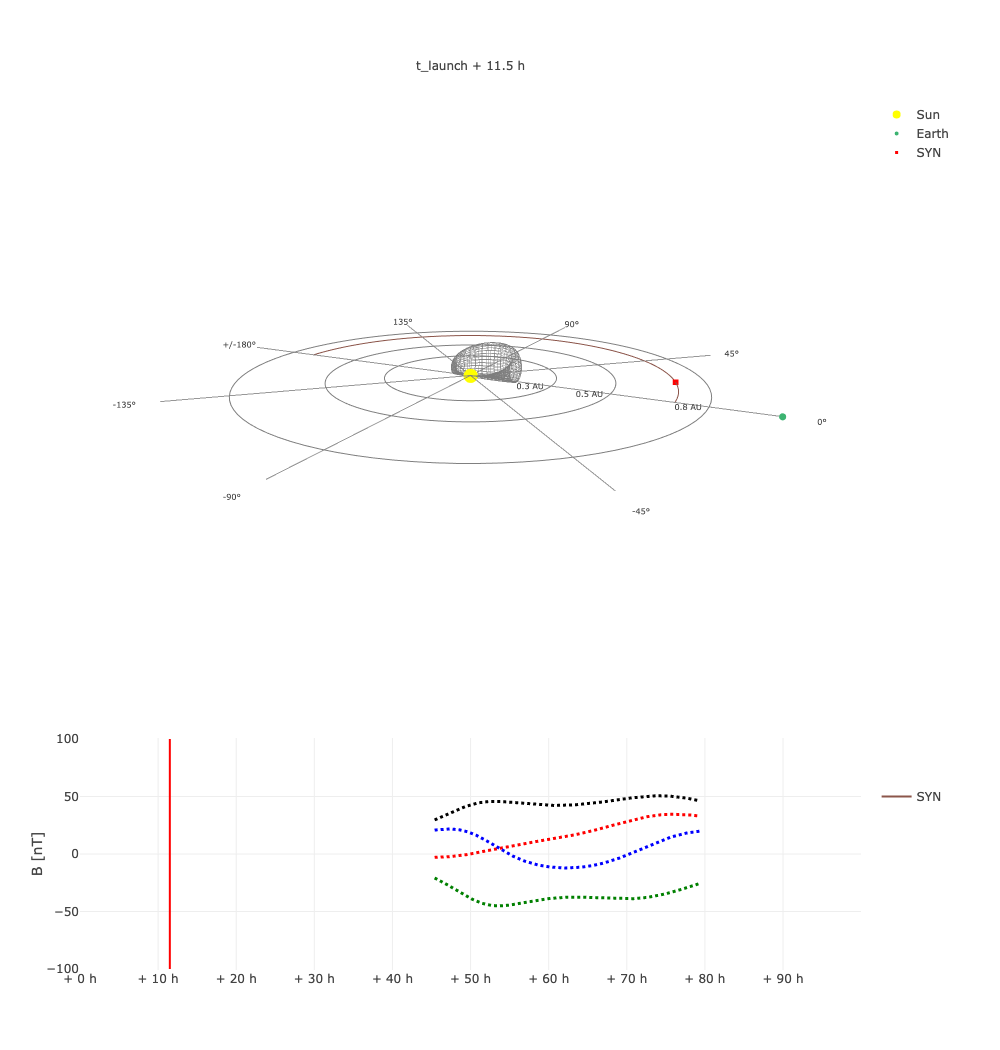 t_launch + 11.5 h
Sun
Earth
SYN
135°
90°
+/-180°
45°
0.3 AU
0.5 AU
-135°
0.8 AU
0°
-90°
-45°
100
50
0
−50
−100
B [nT]
+ 0 h
+ 10 h
+ 20 h
+ 30 h
+ 40 h
+ 50 h
+ 60 h
+ 70 h
+ 80 h
+ 90 h
SYN